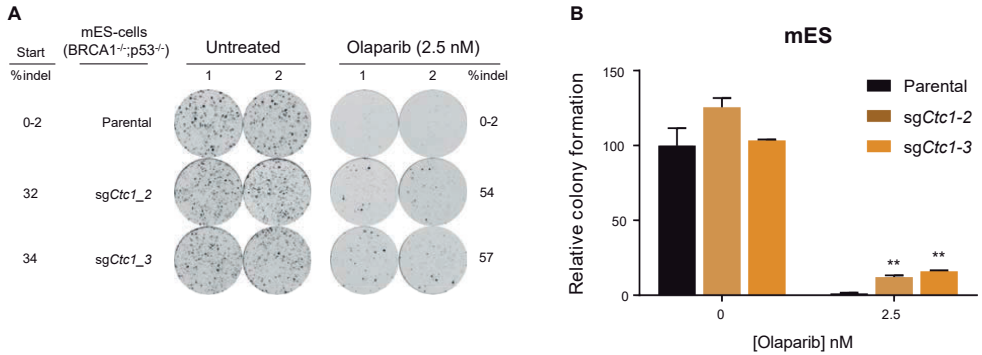 A
Start
mES-cells
(BRCA1-/-;p53-/-)
Untreated
Olaparib (2.5 nM)
%indel
1
2
1
2
%indel
0-2
Parental
0-2
32
sgCtc1_2
54
34
sgCtc1_3
57
B
mES
Relative colony formation
150
100
50
0
Parental
sgCtc1-2
sgCtc1-3
**
**
0
2.5
[Olaparib] nM